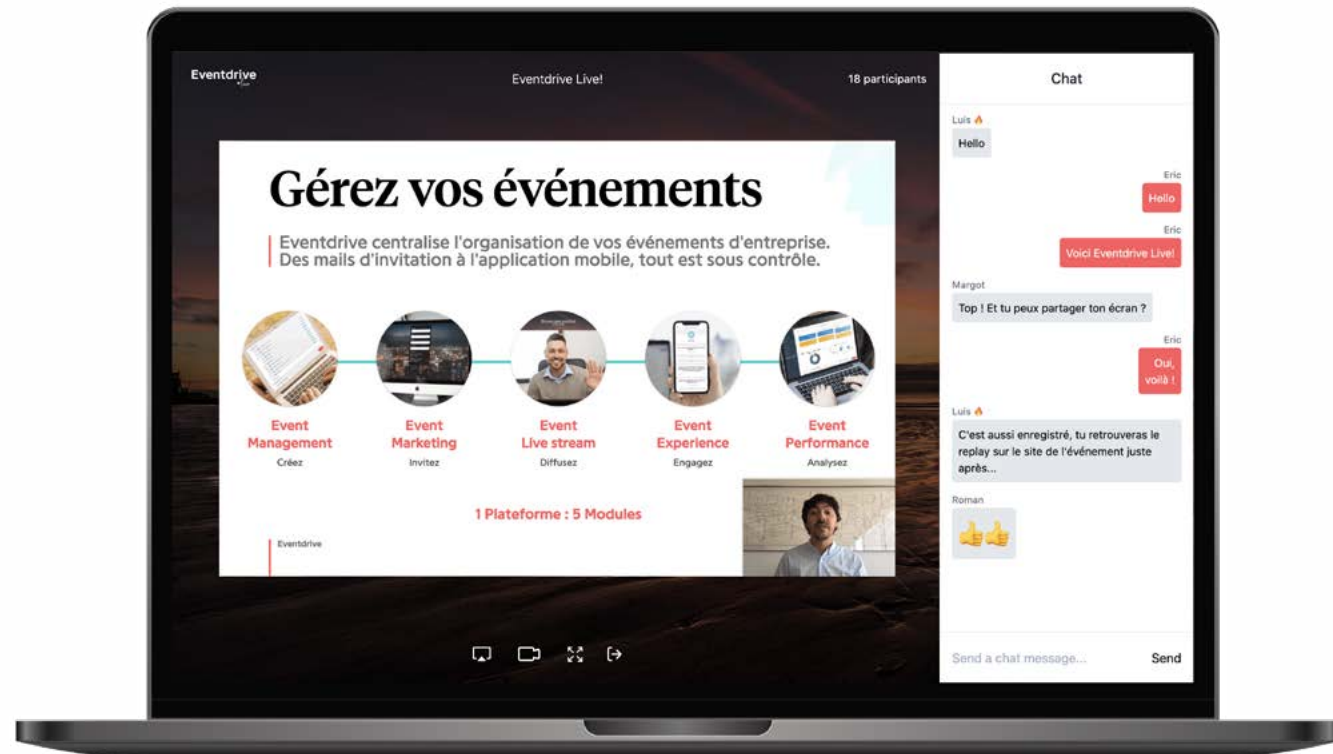 Eventdrive
Eventdrive Live!
18 participants
Gérez vos événements
Eventdrive centralise l'organisation de vos événements d'entreprise.
Des mails d'invitation à l'application mobile, tout est sous contrôle.
Event
Management
Créez
Event
Marketing
Invitez
Event
Live stream
Diffusez
Event
Experience
Engagez
Event
Performance
Analysez
1 Plateforme : 5 Modules
Eventdrive
Chat
Luis 🔥
Hello
Eric
Hello
Eric
Voici Eventdrive Live!
Margot
Top ! Et tu peux partager ton écran ?
Eric
Oui,
voilà !
Luis 🔥
C'est aussi enregistré, tu retrouveras le
replay sur le site de l'événement juste
après...
Roman
👍👍
Send a chat message...
Send